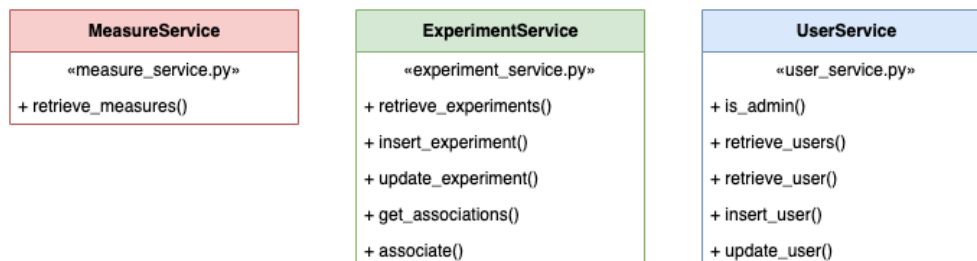 MeasureService
«measure_service.py»
+ retrieve_measures()
ExperimentService
«experiment_service.py»
+ retrieve_experiments()
+ insert_experiment()
+ update_experiment()
+ get_associations()
+ associate()
UserService
«user_service.py»
+ is_admin()
+ retrieve_users()
+ retrieve_user()
+ insert_user()
+ update_user()